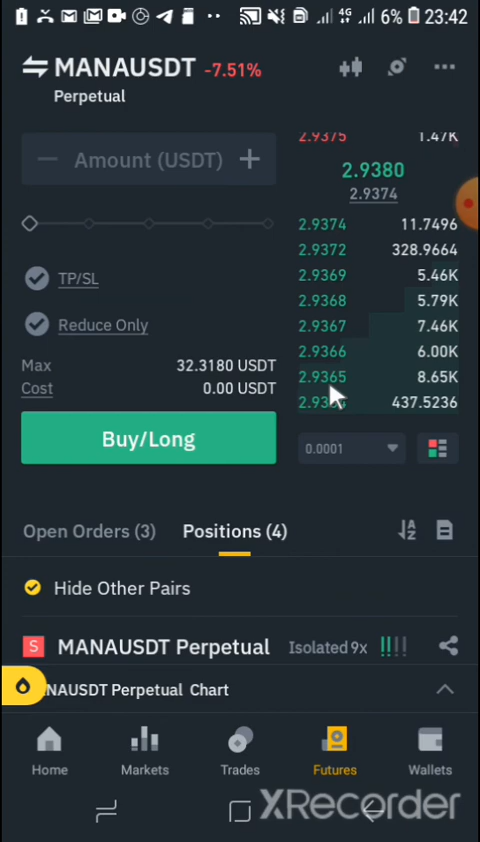 4G 6% 23:42
MANAUSDT -7.51%
Perpetual
2.9375 1.47K
Amount (USDT)
2.9380
2.9374
2.9374 11.7496
2.9372 328.9664
TP/SL
2.9369 5.46K
2.9368 5.79K
Reduce Only
2.9367 7.46K
2.9366 6.00K
Max 32.3180 USDT
2.9365 8.65K
Cost 0.00 USDT
437.5236
Buy/Long
0.0001
Open Orders (3) Positions (4)
Hide Other Pairs
S MANAUSDT Perpetual Isolated 9x
NAUSDT Perpetual Chart
Home Markets Trades Futures Wallets
XRecorder